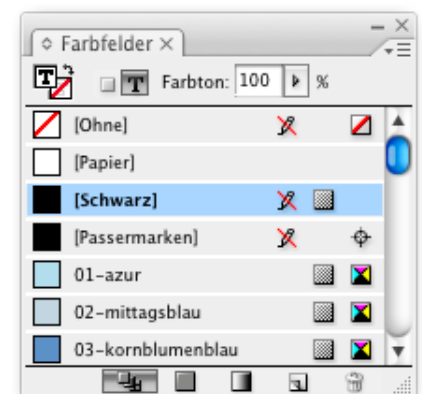 Farbfelder
T T Farbton: 100 %
[Ohne]
[Papier]
[Schwarz]
[Passermarken]
01-azur
02-mittagsblau
03-kornblumenblau